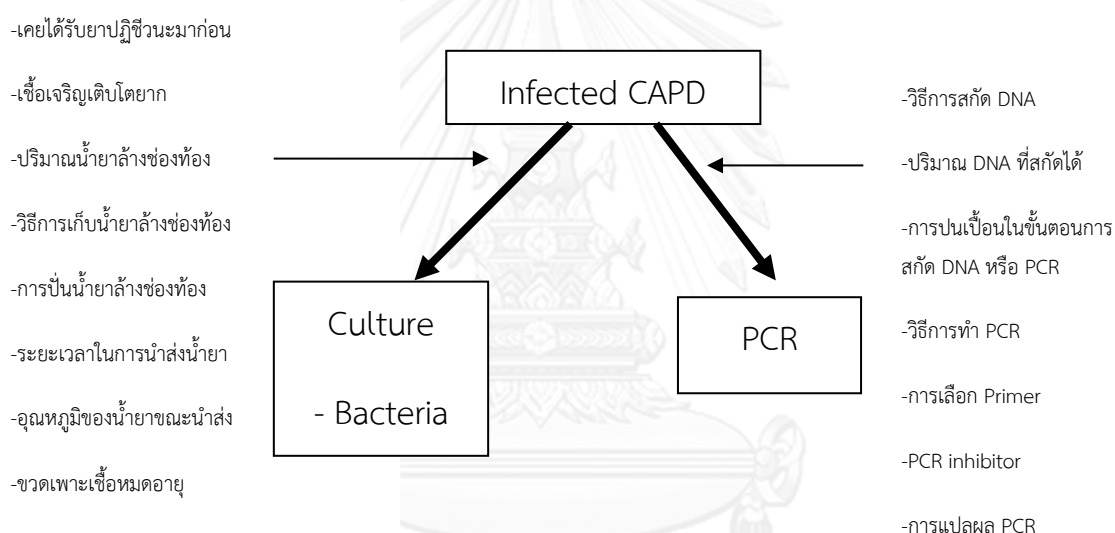 -เคยได้รับยาปฏิชีวนะมาก่อน
-เชื้อเจริญเติบโตยาก
-ปริมาณน้ำยาล้างช่องท้อง
-วิธีการเก็บน้ำยาล้างช่องท้อง
-การปั่นน้ำยาล้างช่องท้อง
-ระยะเวลาในการนำส่งน้ำยา
-อุณหภูมิของน้ำยาขณะนำส่ง
-ขวดเพาะเชื้อหมดอายุ
Infected CAPD
Culture
- Bacteria
PCR
-วิธีการสกัด DNA
-ปริมาณ DNA ที่สกัดได้
-การปนเปื้อนในขั้นตอนการ
สกัด DNA หรือ PCR
-วิธีการทำ PCR
-การเลือก Primer
-PCR inhibitor
-การแปลผล PCR